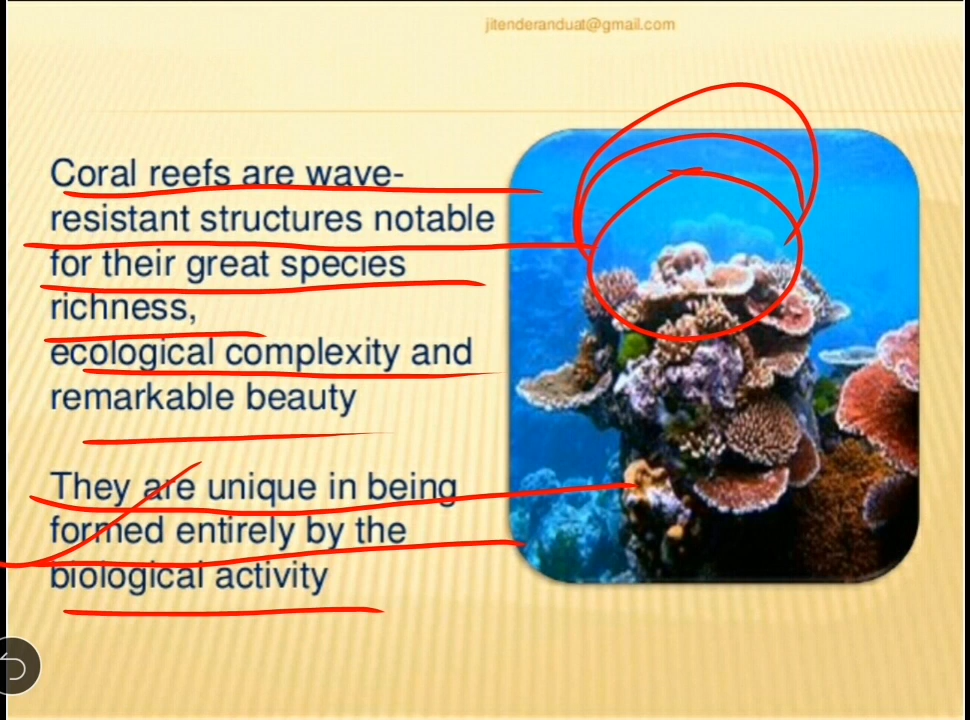 jitenderanduat@gmail.com
Coral reefs are wave-
resistant structures notable
for their great species
richness,
ecological complexity and
remarkable beauty
They are unique in being
formed entirely by the
biological activity